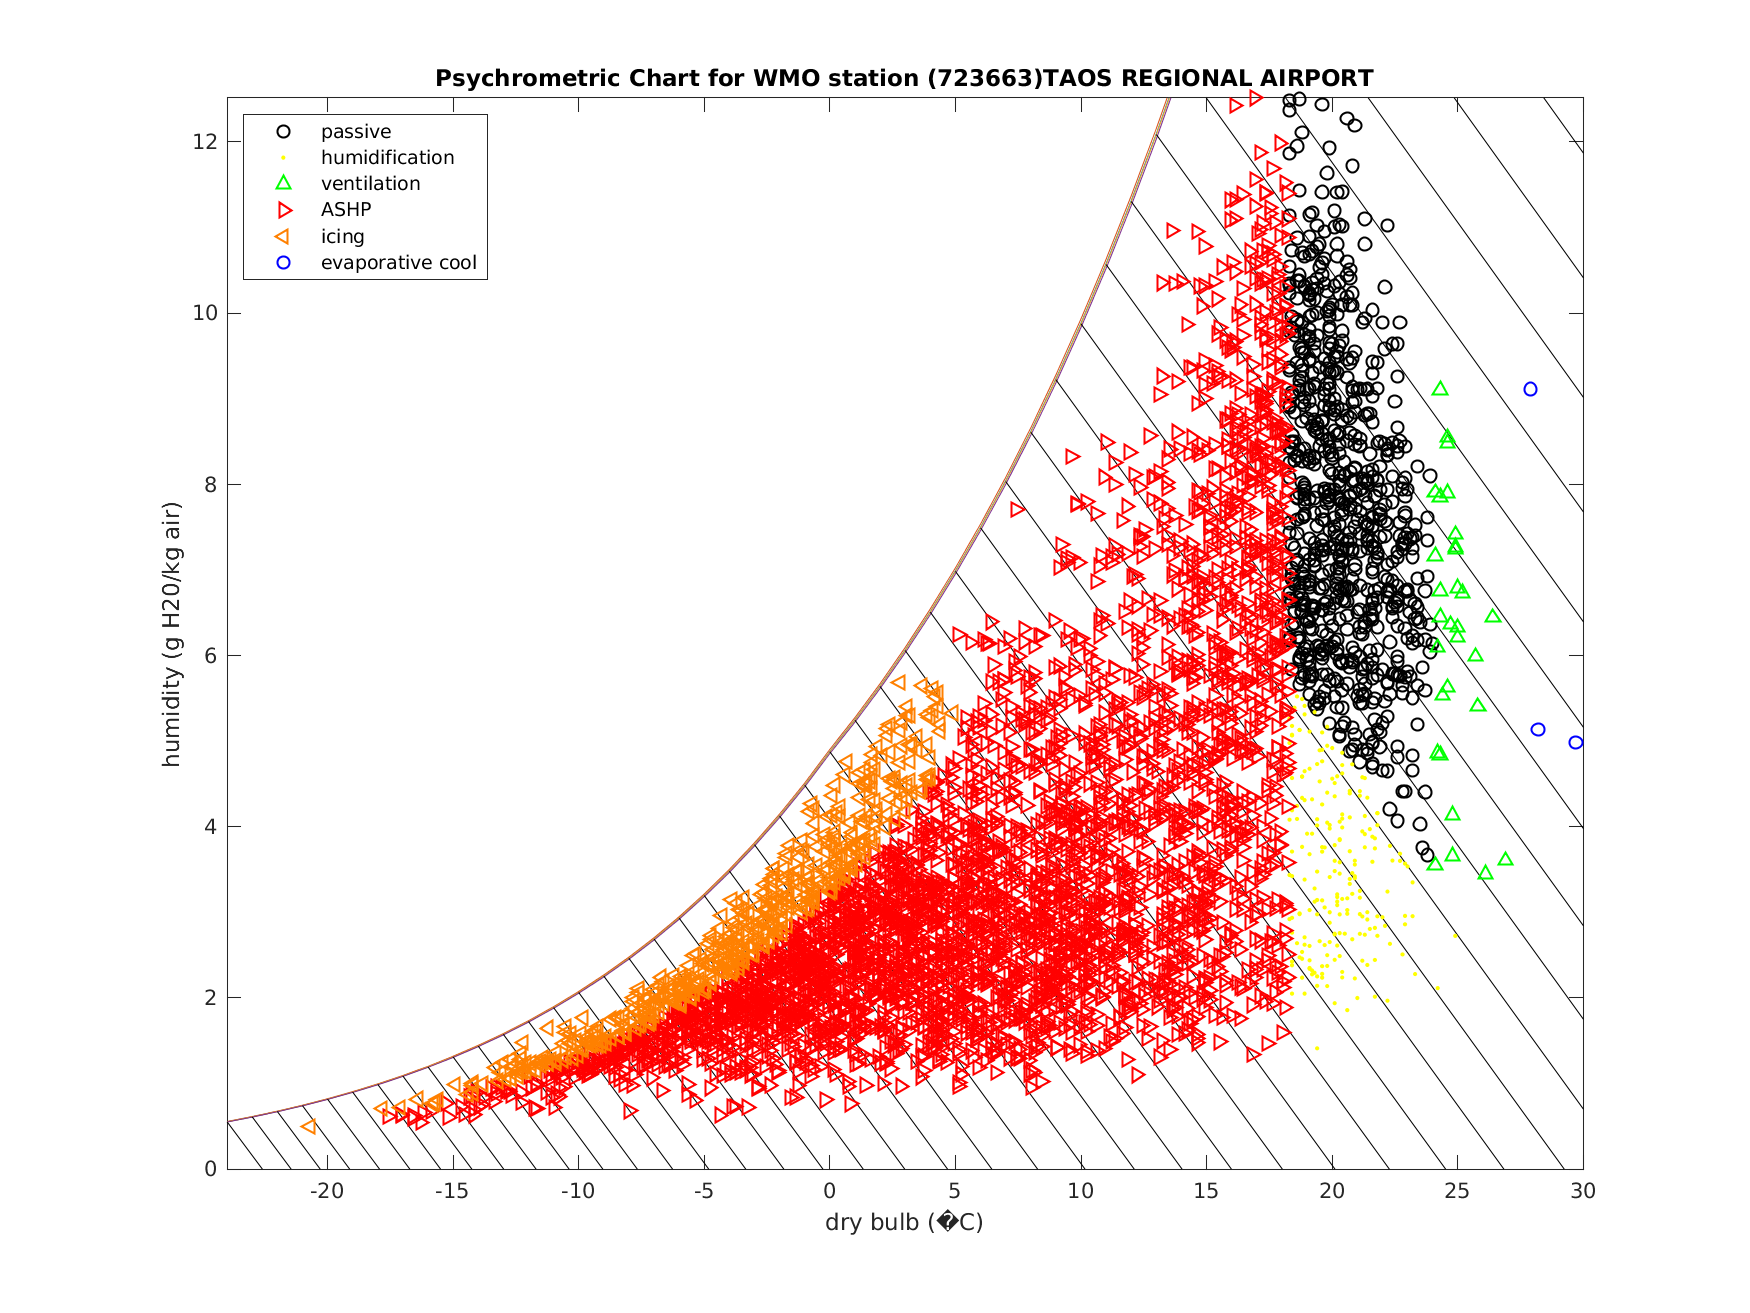 Psychrometric Chart for WMO station (723663)TAOS REGIONAL AIRPORT
passive
humidification
ventilation
ASHP
icing
evaporative cool
humidity (g H20/kg air)
12
10
8
6
4
2
0
-20 -15 -10 -5 0 5 10 15 20 25 30
dry bulb (�C)